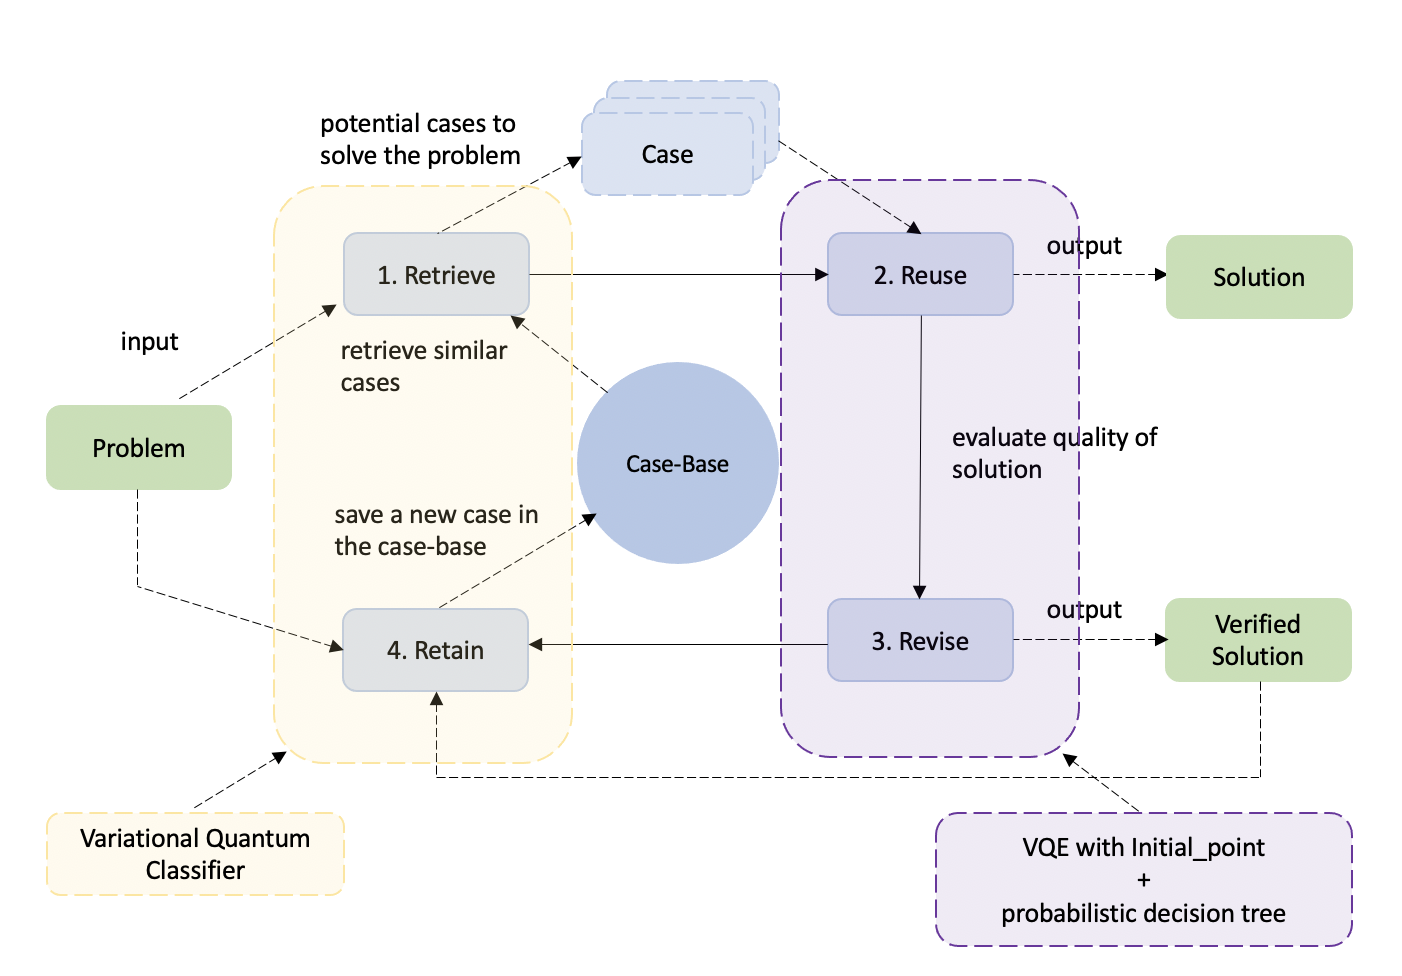 potential cases to
solve the problem
Case
1. Retrieve
2. Reuse
output
Solution
input
retrieve similar
cases
Problem
Case-Base
evaluate quality of
solution
save a new case in
the case-base
4. Retain
3. Revise
output
Verified
Solution
Variational Quantum
Classifier
VQE with Initial_point
+
probabilistic decision tree